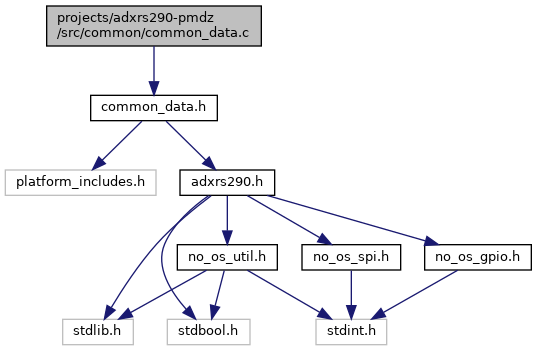 projects/adxrs290-pmdz
/src/common/common_data.c
common_data.h
platform_includes.h
adxrs290.h
no_os_util.h
no_os_spi.h
no_os_gpio.h
stdlib.h
stdbool.h
stdint.h